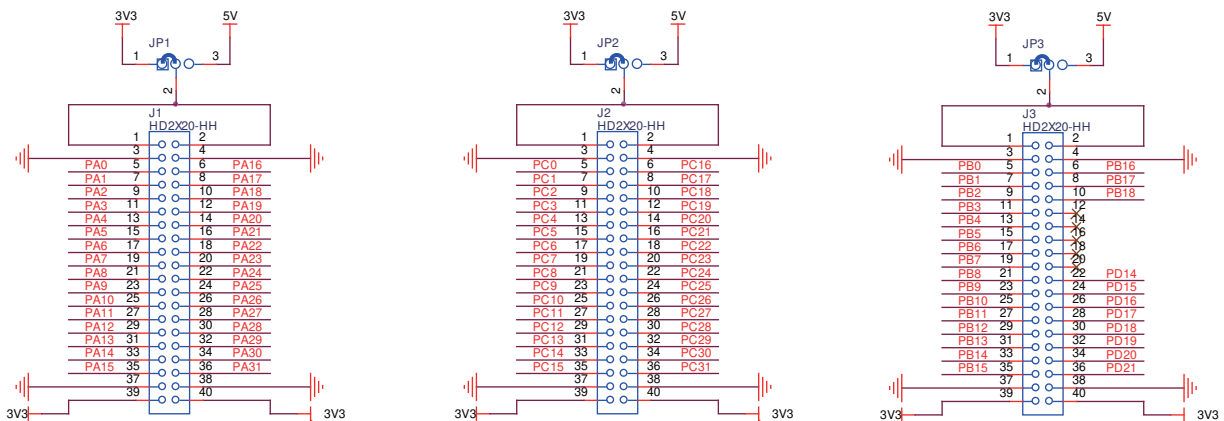 3V3 5V 3V3 5V 3V3 5V
JP1 JP2 JP3
1 3 1 3 1 3
2 2 2
J1 J2 J3
HD2X20-HH HD2X20-HH HD2X20-HH
1 2 1 2 1 2
3 4 3 4 3 4
PA0 5 6 PA16 PC0 5 6 PC16 PB0 5 6 PB16
PA1 7 8 PA17 PC1 7 8 PC17 PB1 7 8 PB17
PA2 9 10 PA18 PC2 9 10 PC18 PB2 9 10 PB18
PA3 11 12 PA19 PC3 11 12 PC19 PB3 11 12
PA4 13 14 PA20 PC4 13 14 PC20 PB4 13 14
PA5 15 16 PA21 PC5 15 16 PC21 PB5 15 16
PA6 17 18 PA22 PC6 17 18 PC22 PB6 17 18
PA7 19 20 PA23 PC7 19 20 PC23 PB7 19 20
PA8 21 22 PA24 PC8 21 22 PC24 PB8 21 22 PD14
PA9 23 24 PA25 PC9 23 24 PC25 PB9 23 24 PD15
PA10 25 26 PA26 PC10 25 26 PC26 PB10 25 26 PD16
PA11 27 28 PA27 PC11 27 28 PC27 PB11 27 28 PD17
PA12 29 30 PA28 PC12 29 30 PC28 PB12 29 30 PD18
PA13 31 32 PA29 PC13 31 32 PC29 PB13 31 32 PD19
PA14 33 34 PA30 PC14 33 34 PC30 PB14 33 34 PD20
PA15 35 36 PA31 PC15 35 36 PC31 PB15 35 36 PD21
37 38 37 38 37 38
39 40 39 40 39 40
3V3 3V3 3V3 3V3 3V3 3V3